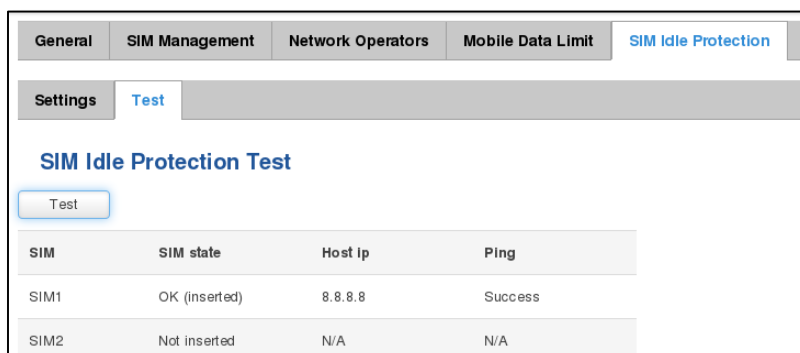 General SIM Management Network Operators Mobile Data Limit SIM Idle Protection
Settings Test
SIM Idle Protection Test
Test
SIM SIM state Host ip Ping
SIM1 OK (inserted) 8.8.8.8 Success
SIM2 Not inserted N/A N/A